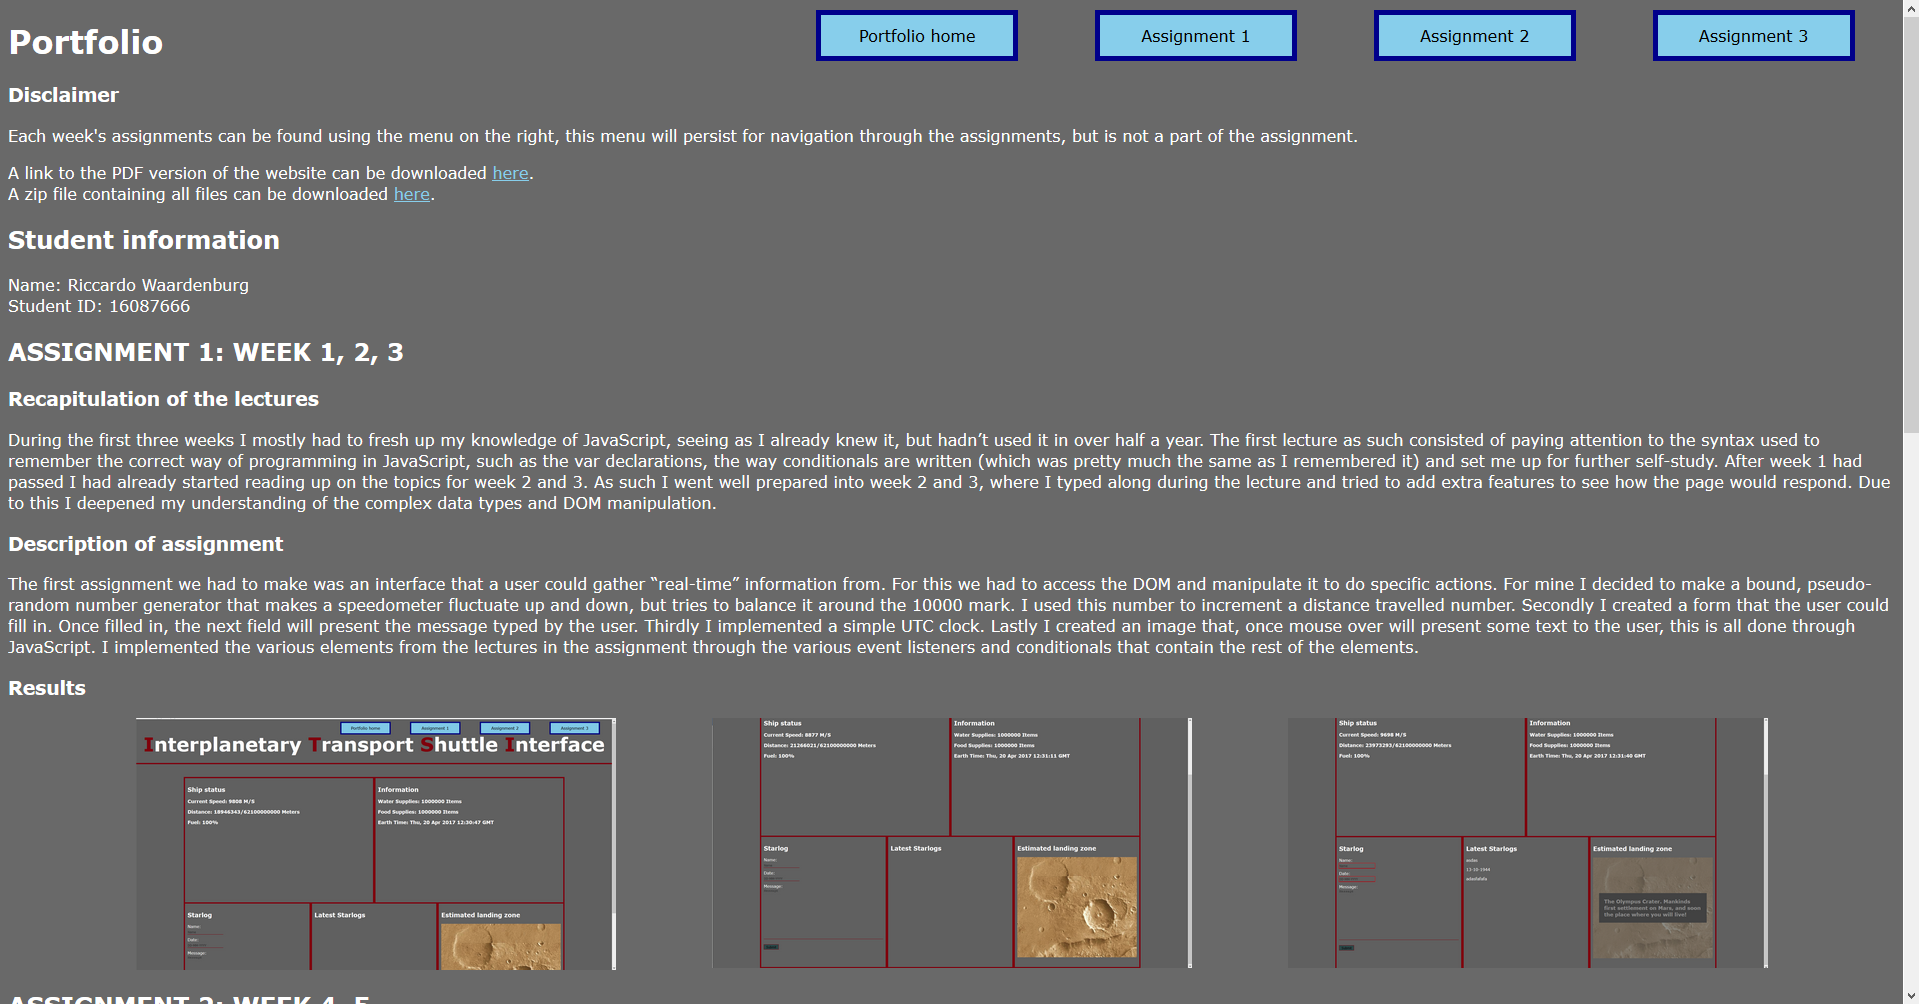 Portfolio
Portfolio home
Assignment 1
Assignment 2
Assignment 3
Disclaimer
Each week's assignments can be found using the menu on the right, this menu will persist for navigation through the assignments, but is not a part of the assignment.
A link to the PDF version of the website can be downloaded here.
A zip file containing all files can be downloaded here.
Student information
Name: Riccardo Waardenburg
Student ID: 16087666
ASSIGNMENT 1: WEEK 1, 2, 3
Recapitulation of the lectures
During the first three weeks I mostly had to fresh up my knowledge of JavaScript, seeing as I already knew it, but hadn’t used it in over half a year. The first lecture as such consisted of paying attention to the syntax used to
remember the correct way of programming in JavaScript, such as the var declarations, the way conditionals are written (which was pretty much the same as I remembered it) and set me up for further self-study. After week 1 had
passed I had already started reading up on the topics for week 2 and 3. As such I went well prepared into week 2 and 3, where I typed along during the lecture and tried to add extra features to see how the page would respond. Due
to this I deepened my understanding of the complex data types and DOM manipulation.
Description of assignment
The first assignment we had to make was an interface that a user could gather “real-time” information from. For this we had to access the DOM and manipulate it to do specific actions. For mine I decided to make a bound, pseudo-
random number generator that makes a speedometer fluctuate up and down, but tries to balance it around the 10000 mark. I used this number to increment a distance travelled number. Secondly I created a form that the user could
fill in. Once filled in, the next field will present the message typed by the user. Thirdly I implemented a simple UTC clock. Lastly I created an image that, once mouse over will present some text to the user, this is all done through
JavaScript. I implemented the various elements from the lectures in the assignment through the various event listeners and conditionals that contain the rest of the elements.
Results
Portfolio home
Assignment 1
Assignment 2
Assignment 3
Interplanetary Transport Shuttle Interface
Ship status
Current Speed: 9808 M/S
Distance: 18946343/62100000000 Meters
Fuel: 100%
Information
Water Supplies: 1000000 Items
Food Supplies: 1000000 Items
Earth Time: Thu, 20 Apr 2017 12:30:47 GMT
Starlog
Name:
Date:
Message:
Latest Starlogs
Estimated landing zone
Ship status
Current Speed: 8877 M/S
Distance: 21266021/62100000000 Meters
Fuel: 100%
Information
Water Supplies: 1000000 Items
Food Supplies: 1000000 Items
Earth Time: Thu, 20 Apr 2017 12:31:11 GMT
Starlog
Name:
Date:
Message:
Latest Starlogs
Estimated landing zone
Ship status
Current Speed: 9698 M/S
Distance: 23973293/62100000000 Meters
Fuel: 100%
Information
Water Supplies: 1000000 Items
Food Supplies: 1000000 Items
Earth Time: Thu, 20 Apr 2017 12:31:40 GMT
Starlog
Name:
Date:
Message:
Latest Starlogs
13-10-1944
Estimated landing zone
The Olympus Crater. Mankinds
first settlement on Mars, and soon
the place where you will live!
ASSIGNMENT 2: WEEK 4, 5